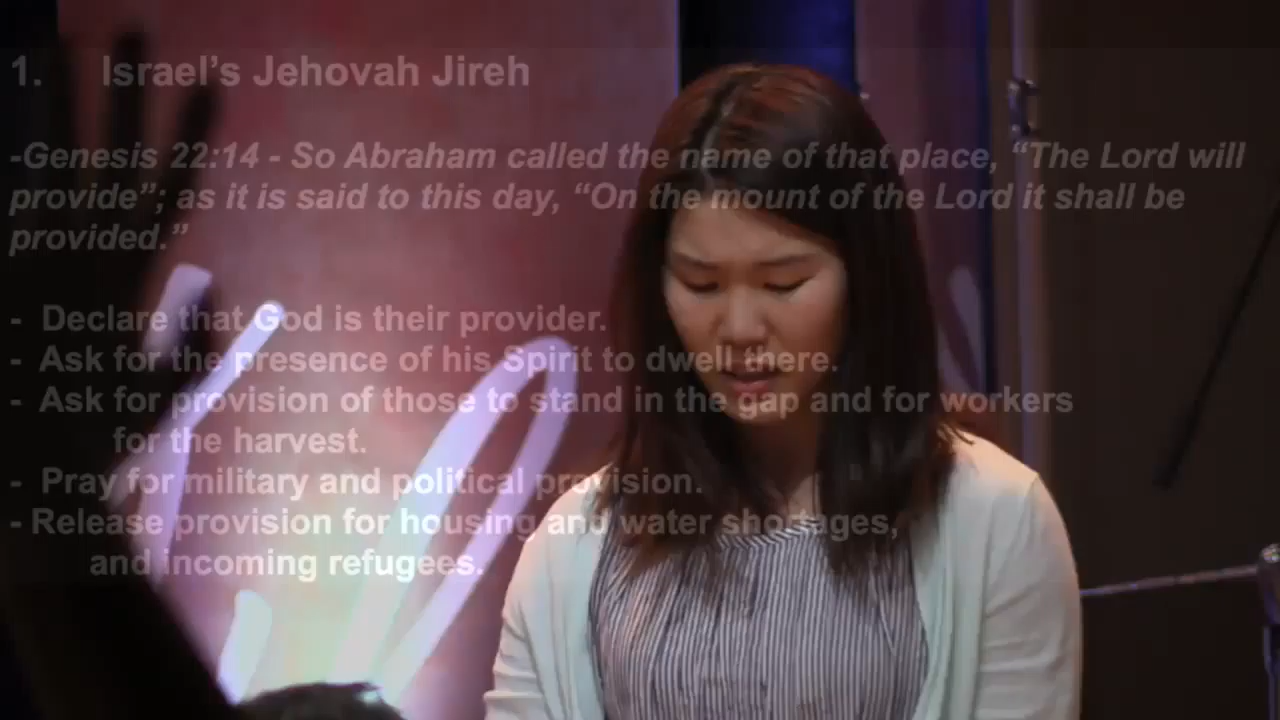 1. Israel's Jehovah Jireh
-Genesis 22:14 - So Abraham called the name of that place, “The Lord will
provide”; as it is said to this day, “On the mount of the Lord it shall be
provided.”
- Declare that God is their provider.
- Ask for the presence of his Spirit to dwell there.
- Ask for provision of those to stand in the gap and for workers
for the harvest.
- Pray for military and political provision.
- Release provision for housing and water shortages,
and incoming refugees.